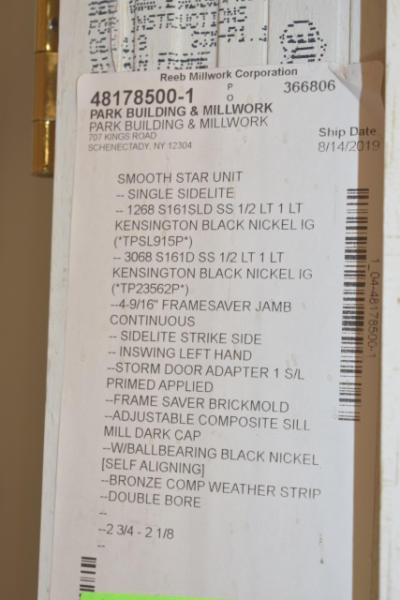 FOR INSTRUCTIONS
Reeb Millwork Corporation
48178500-1
P
O
366806
PARK BUILDING & MILLWORK
PARK BUILDING & MILLWORK
707 KINGS ROAD
SCHENECTADY, NY 12304
Ship Date
8/14/2019
SMOOTH STAR UNIT
-- SINGLE SIDELITE
-- 1268 S161SLD SS 1/2 LT 1 LT
KENSINGTON BLACK NICKEL IG
(*TPSL915P*)
-- 3068 S161D SS 1/2 LT 1 LT
KENSINGTON BLACK NICKEL IG
(*TP23562P*)
--4-9/16" FRAMESAVER JAMB
CONTINUOUS
-- SIDELITE STRIKE SIDE
-- INSWING LEFT HAND
--STORM DOOR ADAPTER 1 S/L
PRIMED APPLIED
--FRAME SAVER BRICKMOLD
--ADJUSTABLE COMPOSITE SILL
MILL DARK CAP
--W/BALLBEARING BLACK NICKEL
[SELF ALIGNING]
--BRONZE COMP WEATHER STRIP
--DOUBLE BORE
--
--2 3/4 - 2 1/8
--
1_04-48178500-1